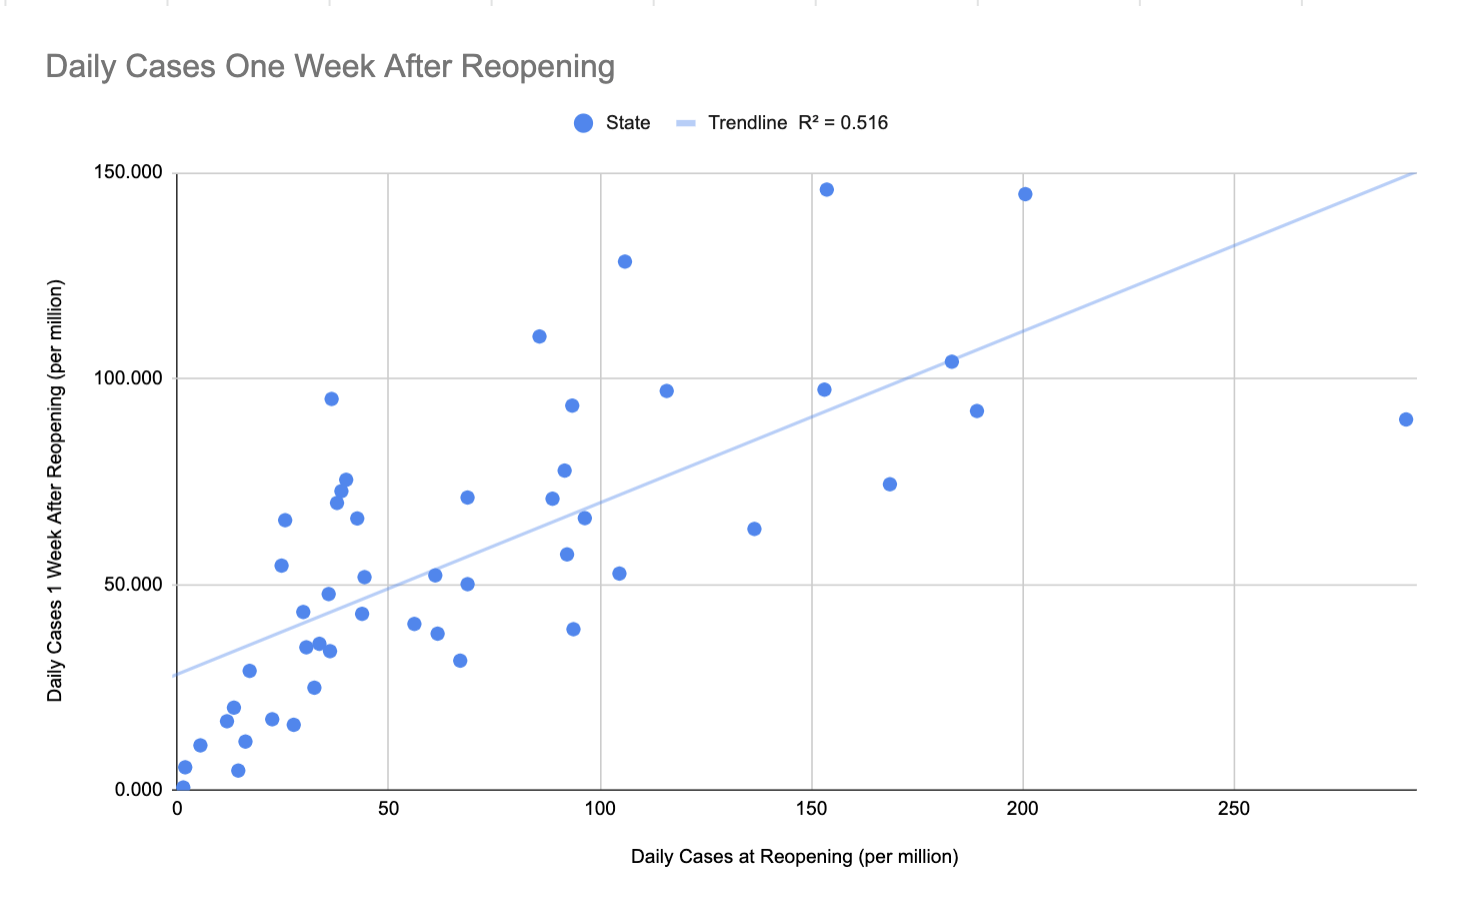 Daily Cases One Week After Reopening
State Trendline R² = 0.516
150.000
100.000
50.000
0.000
Daily Cases 1 Week After Reopening (per million)
0 50 100 150 200 250
Daily Cases at Reopening (per million)